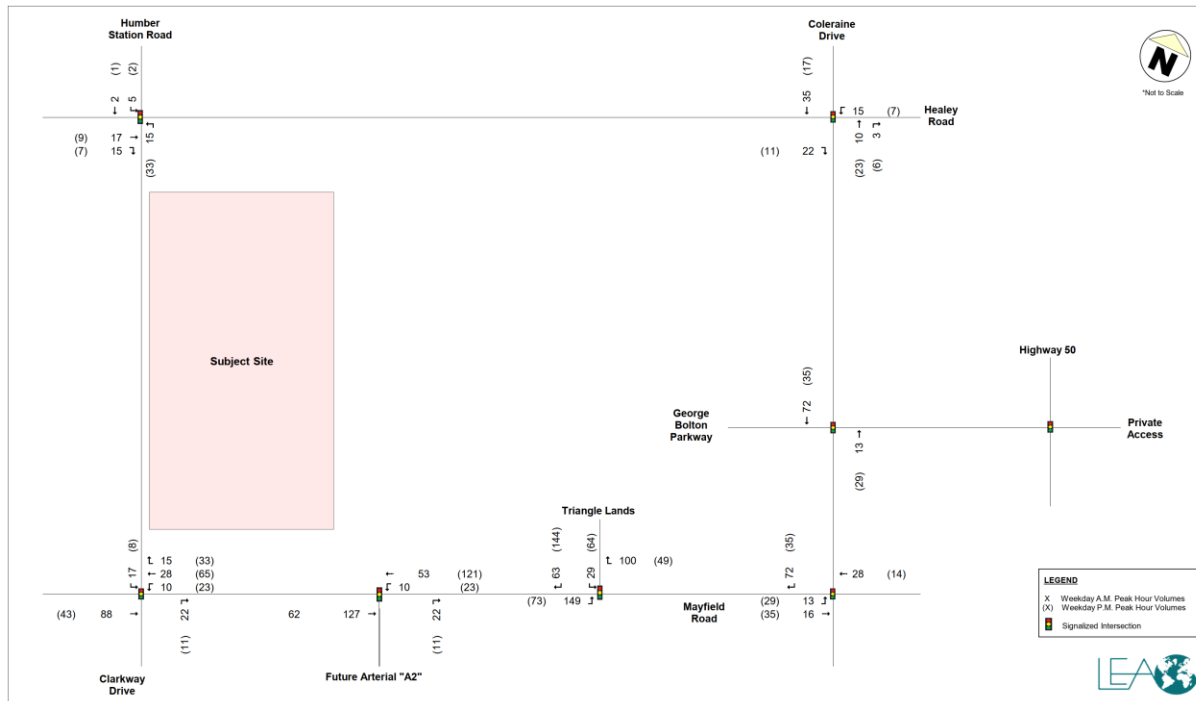 Humber
Station Road
Coleraine
Drive
N
*Not to Scale
(1) (2)
(17)
2 5
35
15 (7)
Healey
Road
(9) 17
15
10 3
(7) 15
(11) 22
(33)
(23) (6)
Subject Site
Highway 50
(35)
72
George
Bolton
Parkway
Private
Access
13
(29)
Triangle Lands
(8)
(144) (64)
(35)
15 (33)
100 (49)
17
28 (65)
53 (121)
63 29
72
28 (14)
10 (23)
10 (23)
(43) 88
22
62 127
22
(73) 149
Mayfield
Road
(29) 13
(35) 16
(11)
(11)
LEGEND
X Weekday A.M. Peak Hour Volumes
(X) Weekday P.M. Peak Hour Volumes
Signalized Intersection
Clarkway
Drive
Future Arterial "A2"
LEA